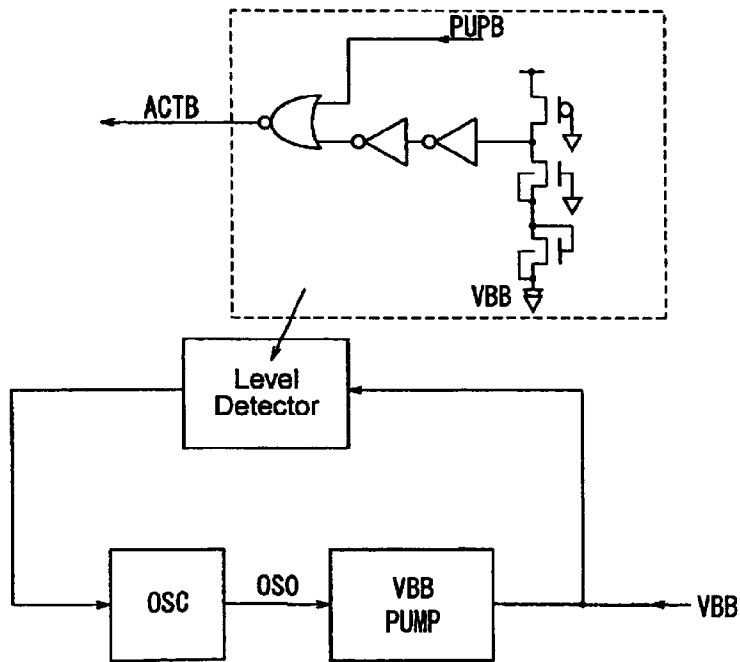 PUPB
ACTB
VBB
Level
Detector
OSC
OSO
VBB
PUMP
VBB